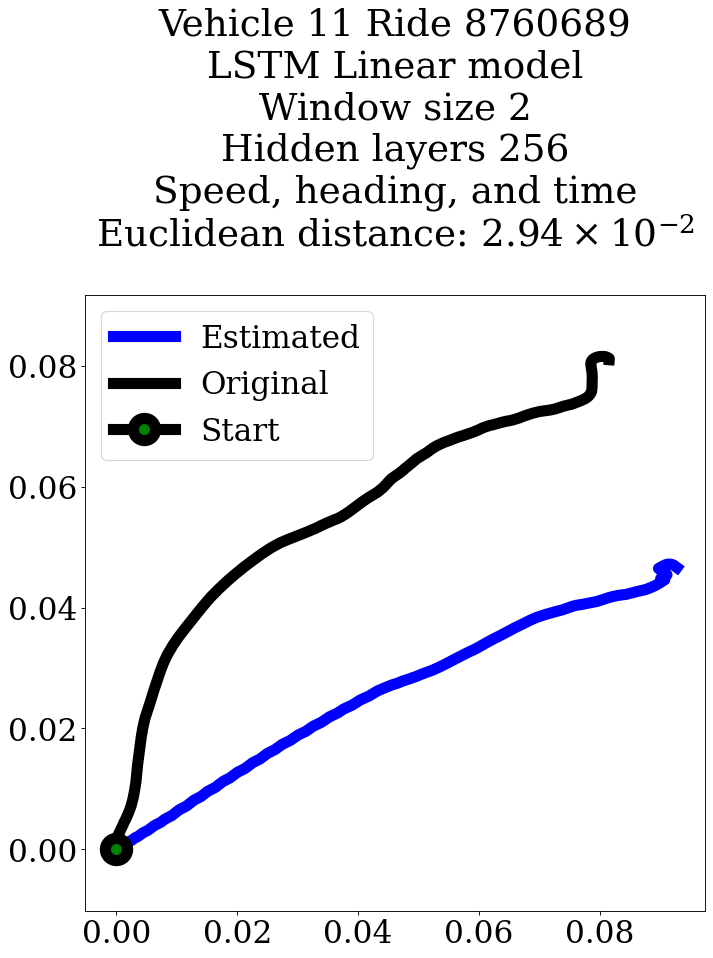 Vehicle 11 Ride 8760689
LSTM Linear model
Window size 2
Hidden layers 256
Speed, heading, and time
Euclidean distance: 2.94 × 10⁻²
Estimated
Original
Start
0.08
0.06
0.04
0.02
0.00
0.00 0.02 0.04 0.06 0.08